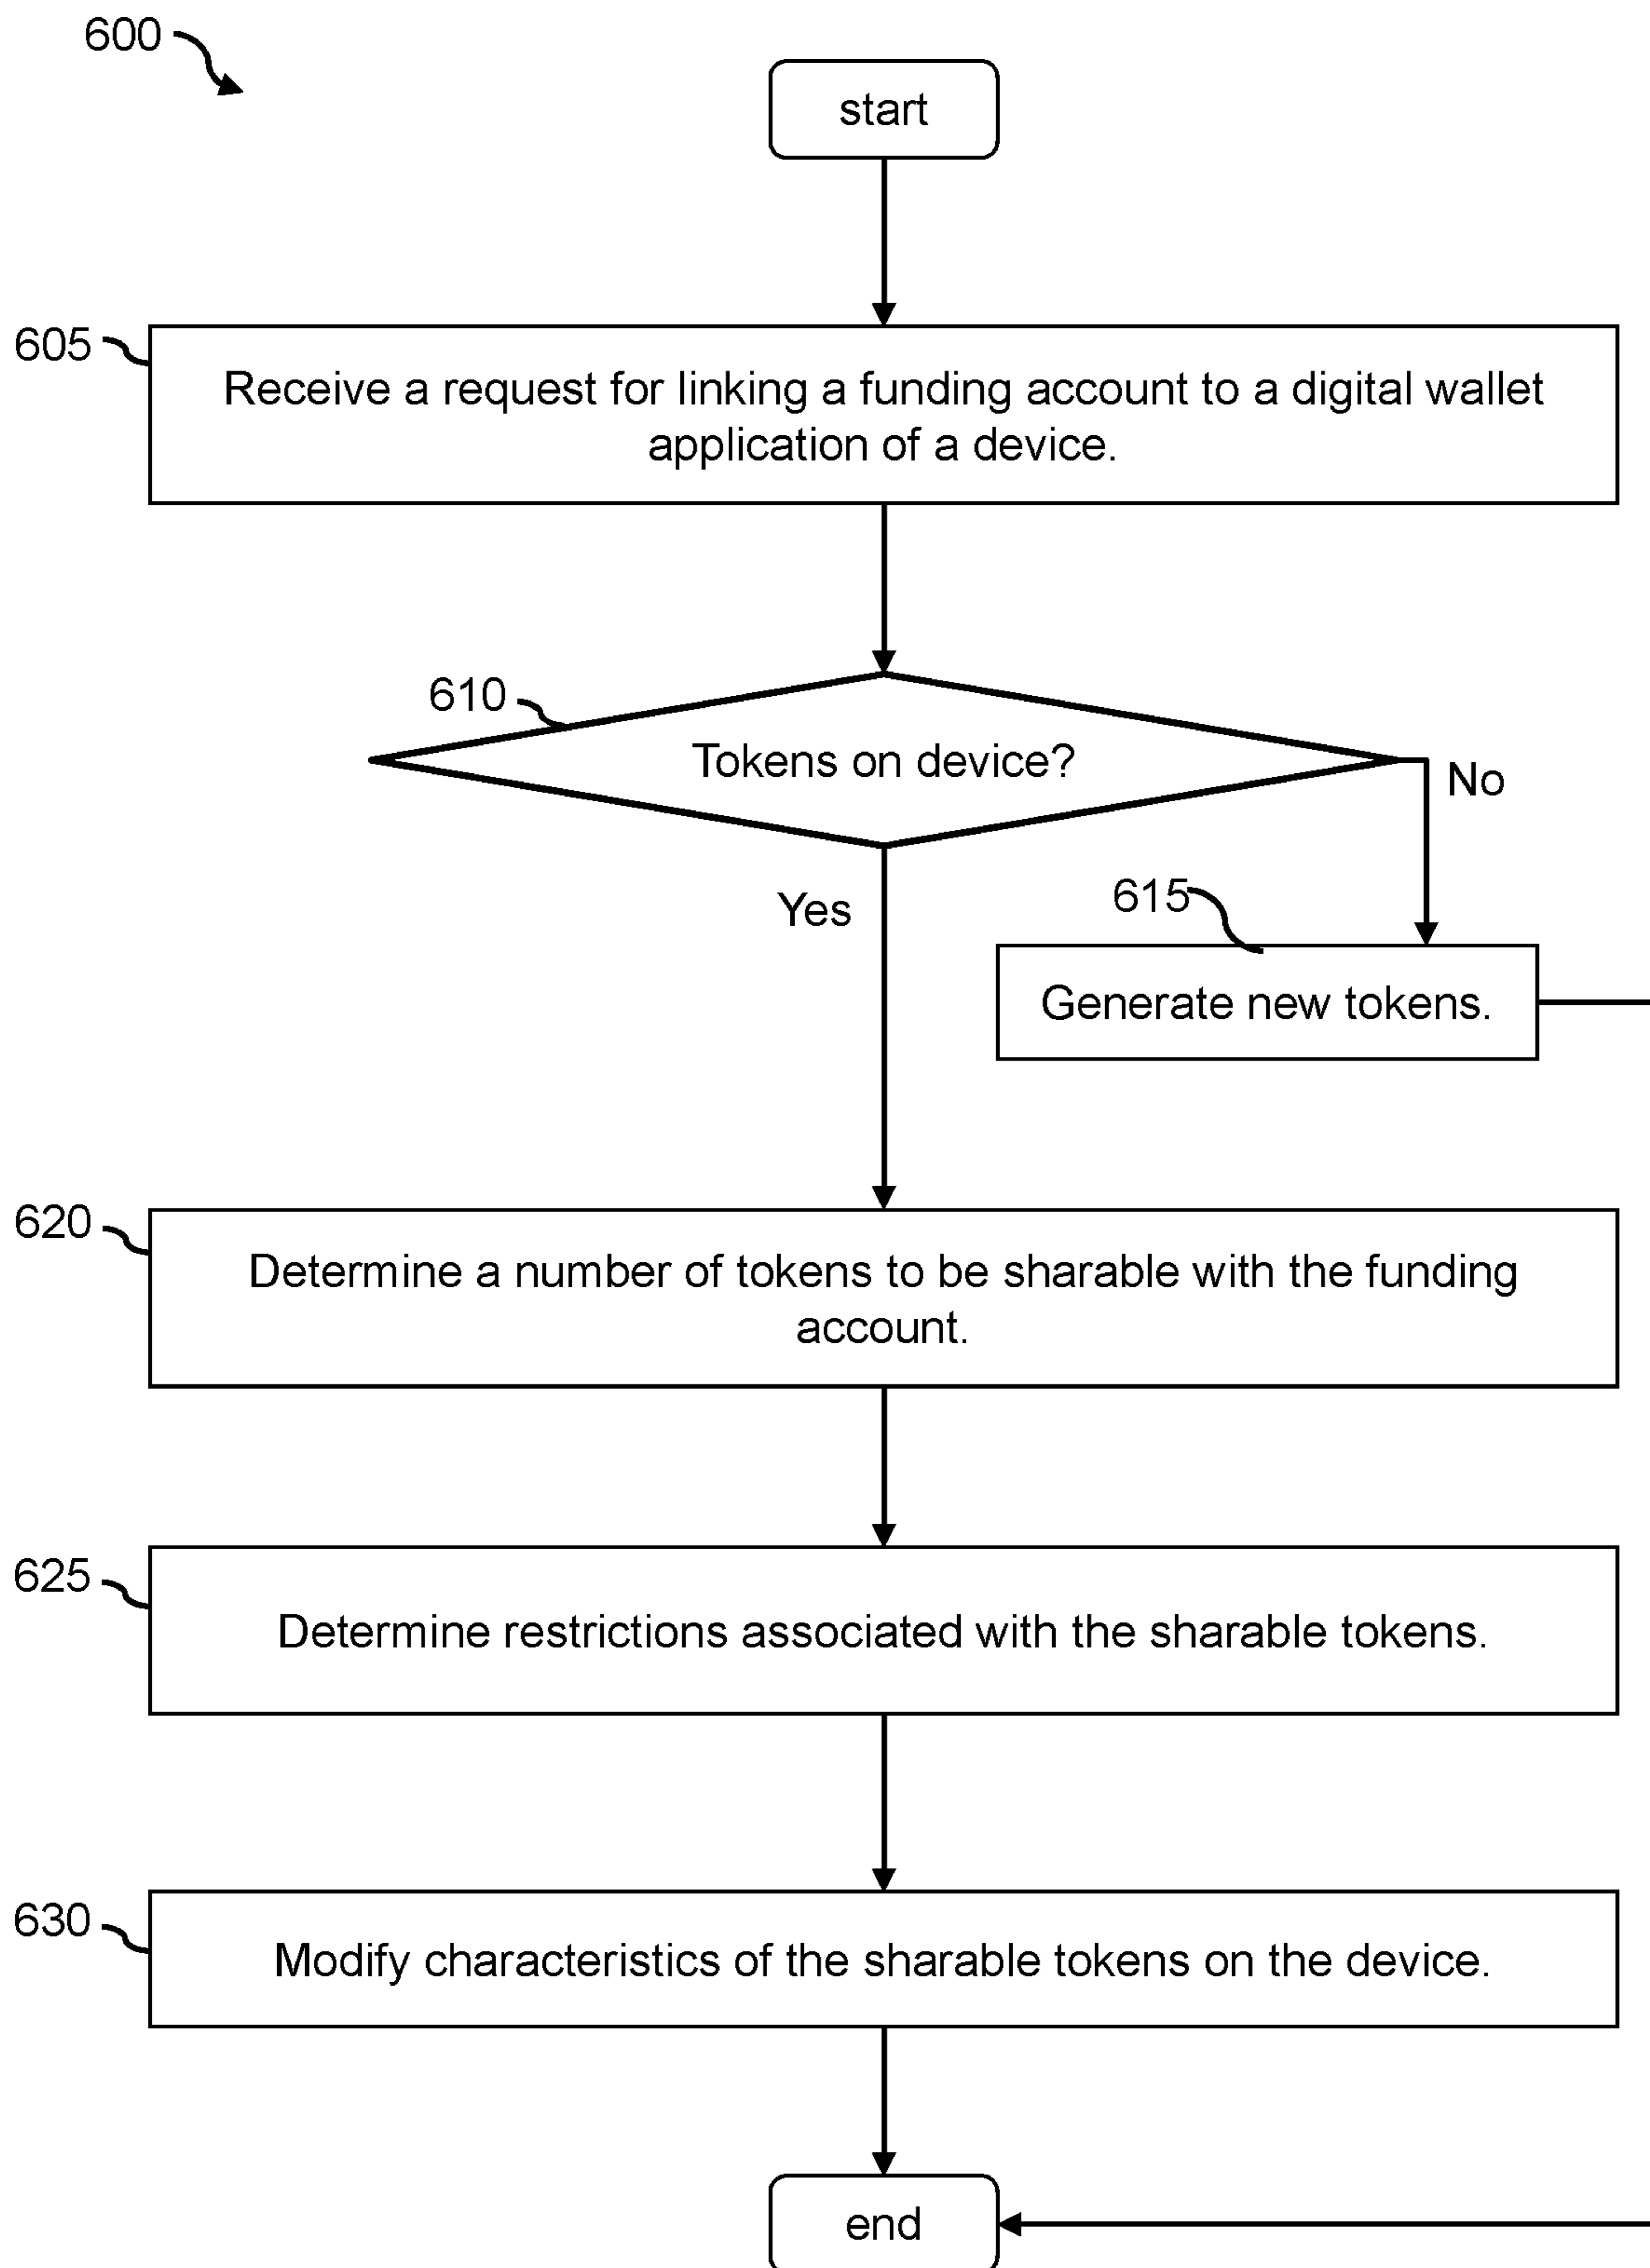 600
start
605
Receive a request for linking a funding account to a digital wallet
application of a device.
610
Tokens on device?
No
Yes
615
Generate new tokens.
620
Determine a number of tokens to be sharable with the funding
account.
625
Determine restrictions associated with the sharable tokens.
630
Modify characteristics of the sharable tokens on the device.
end